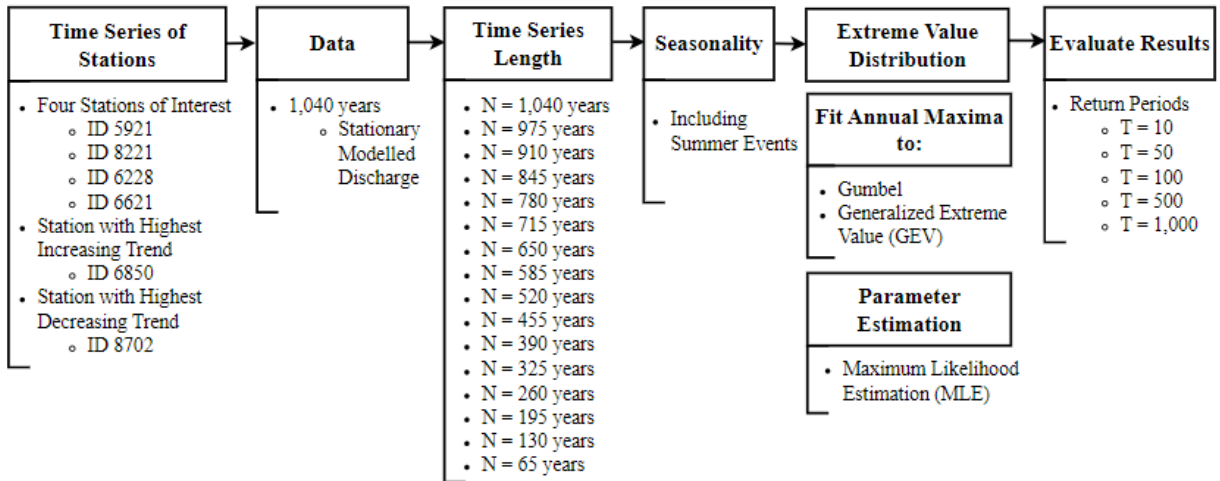 Time Series of
Stations
Four Stations of Interest
ID 5921
ID 8221
ID 6228
ID 6621
Station with Highest
Increasing Trend
ID 6850
Station with Highest
Decreasing Trend
ID 8702
Data
1,040 years
Stationary
Modelled
Discharge
Time Series
Length
N = 1,040 years
N = 975 years
N = 910 years
N = 845 years
N = 780 years
N = 715 years
N = 650 years
N = 585 years
N = 520 years
N = 455 years
N = 390 years
N = 325 years
N = 260 years
N = 195 years
N = 130 years
N = 65 years
Seasonality
Including
Summer Events
Extreme Value
Distribution
Fit Annual Maxima
to:
Gumbel
Generalized Extreme
Value (GEV)
Parameter
Estimation
Maximum Likelihood
Estimation (MLE)
Evaluate Results
Return Periods
T = 10
T = 50
T = 100
T = 500
T = 1,000